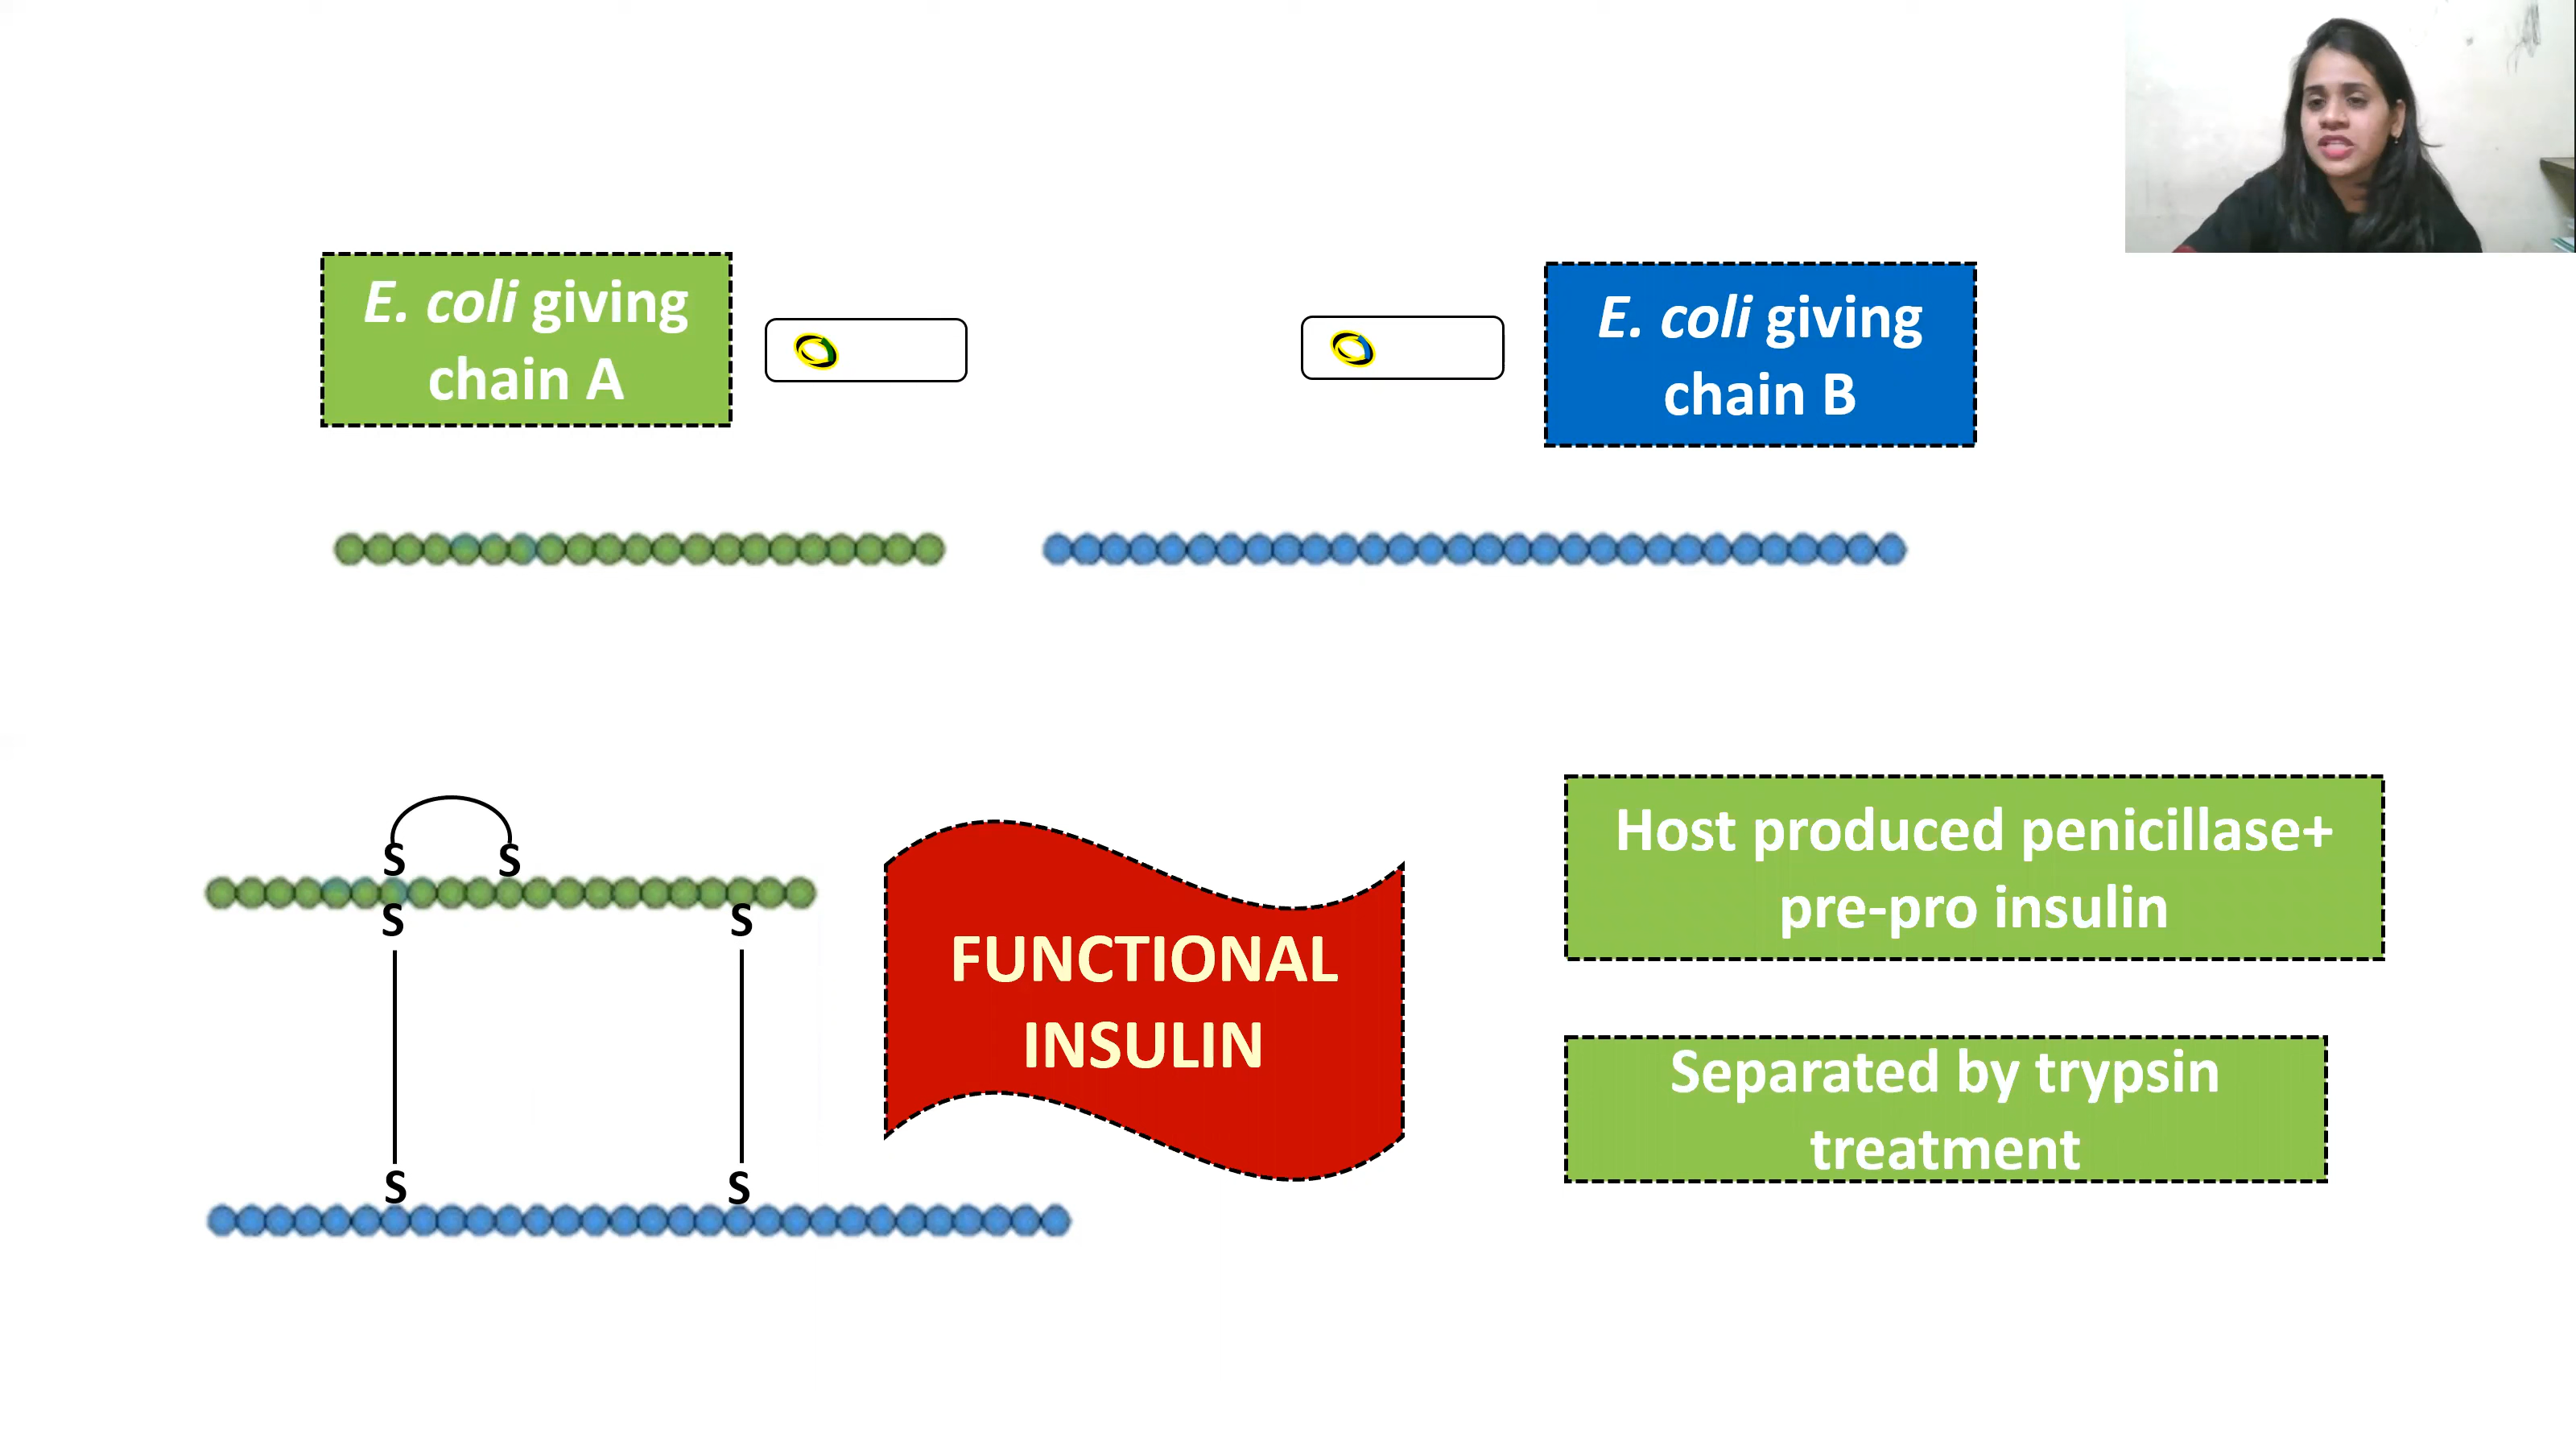 E. coli giving
chain A
E. coli giving
chain B
S S
S S
S S
FUNCTIONAL
INSULIN
Host produced penicillase+
pre-pro insulin
Separated by trypsin
treatment